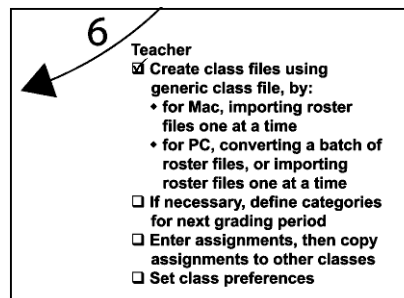 6
Teacher
☑ Create class files using
generic class file, by:
• for Mac, importing roster
files one at a time
• for PC, converting a batch of
roster files, or importing
roster files one at a time
❑ If necessary, define categories
for next grading period
❑ Enter assignments, then copy
assignments to other classes
❑ Set class preferences